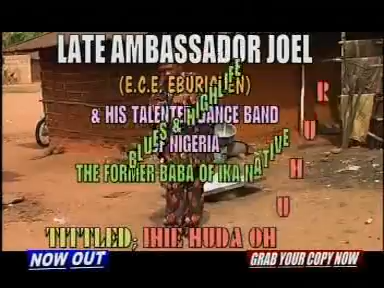 LATE AMBASSADOR JOEL
(E.C.E.
& HIS TALENTED DANCE BAND
OF NIGERIA
BLUES & HIGHLIFE
THE FORMER BABA OF IKA NATIVE
RUHU
TITTLED; IHIE HUDA OH
NOW OUT
GRAB YOUR COPY NOW